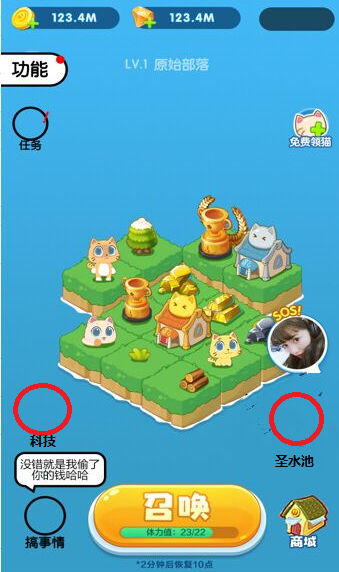 123.4M
123.4M
功能
LV.1 原始部落
任务
免费领猫
SOS!
科技
圣水池
没错就是我偷了
你的钱哈哈
召唤
体力值：23/22
搞事情
商城
*2分钟后恢复10点